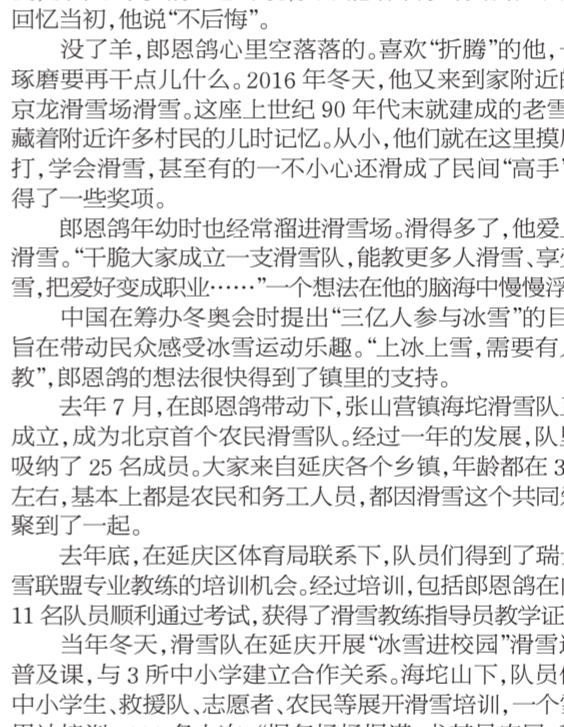 回忆当初，他说“不后悔”。
没了羊，郎恩鸽心里空落落的。喜欢“折腾”的他，
琢磨要再干点儿什么。2016 年冬天，他又来到家附近
京龙滑雪场滑雪。这座上世纪 90 年代末就建成的老雪
藏着附近许多村民的儿时记忆。从小，他们就在这里摸
打，学会滑雪，甚至有的一不小心还滑成了民间“高手”
得了一些奖项。
郎恩鸽年幼时也经常溜进滑雪场。滑得多了，他爱
滑雪。“干脆大家成立一支滑雪队，能教更多人滑雪、享
雪，把爱好变成职业……”一个想法在他的脑海中慢慢浮
中国在筹办冬奥会时提出“三亿人参与冰雪”的目
旨在带动民众感受冰雪运动乐趣。“上冰上雪，需要有
教”，郎恩鸽的想法很快得到了镇里的支持。
去年 7 月，在郎恩鸽带动下，张山营镇海坨滑雪队
成立，成为北京首个农民滑雪队。经过一年的发展，队
吸纳了 25 名成员。大家来自延庆各个乡镇，年龄都在 3
左右，基本上都是农民和务工人员，都因滑雪这个共同
聚到了一起。
去年底，在延庆区体育局联系下，队员们得到了瑞
雪联盟专业教练的培训机会。经过培训，包括郎恩鸽在
11 名队员顺利通过考试，获得了滑雪教练指导员教学证
当年冬天，滑雪队在延庆开展“冰雪进校园”滑雪
普及课，与 3 所中小学建立合作关系。海坨山下，队员
中小学生、救援队、志愿者、农民等展开滑雪培训，一个